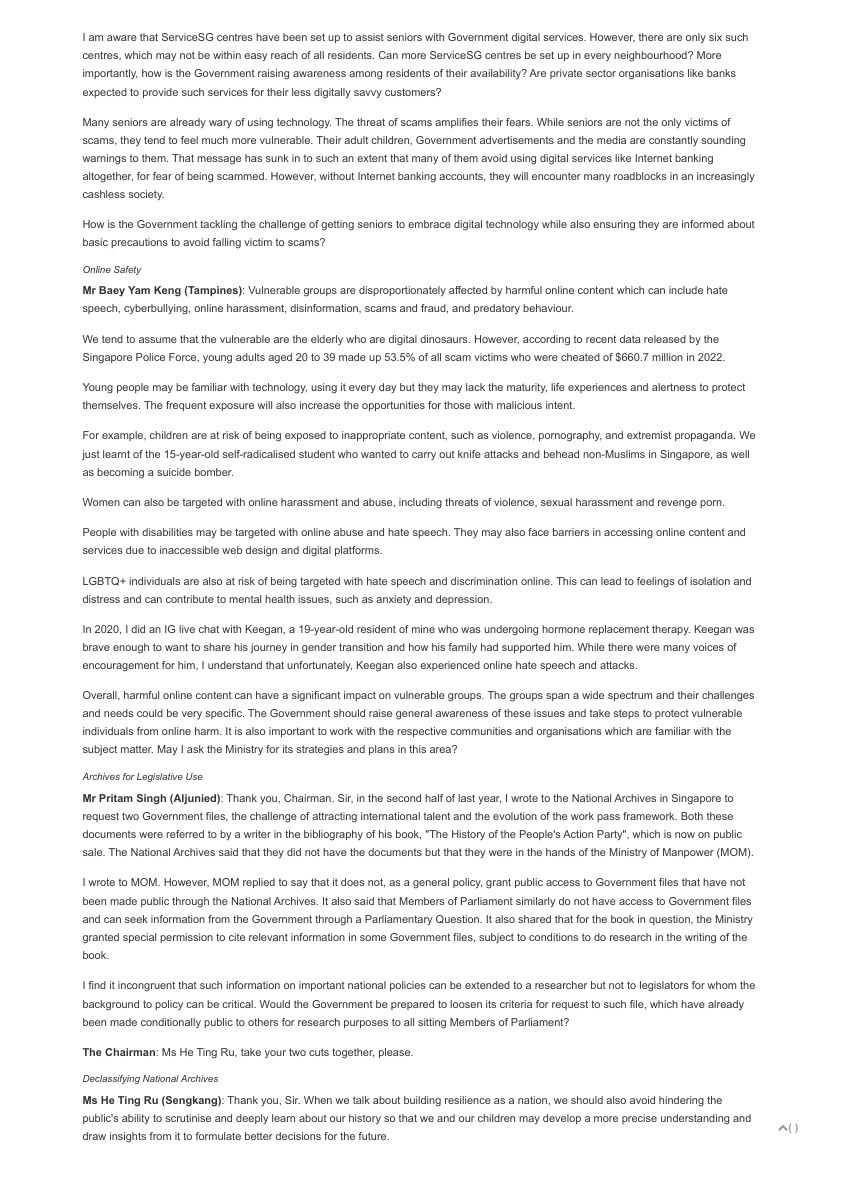 I am aware that ServiceSG centres have been set up to assist seniors with Government digital services. However, there are only six such
centres, which may not be within easy reach of all residents. Can more ServiceSG centres be set up in every neighbourhood? More
importantly, how is the Government raising awareness among residents of their availability? Are private sector organisations like banks
expected to provide such services for their less digitally savvy customers?
Many seniors are already wary of using technology. The threat of scams amplifies their fears. While seniors are not the only victims of
scams, they tend to feel much more vulnerable. Their adult children, Government advertisements and the media are constantly sounding
warnings to them. That message has sunk in to such an extent that many of them avoid using digital services like Internet banking
altogether, for fear of being scammed. However, without Internet banking accounts, they will encounter many roadblocks in an increasingly
cashless society.
How is the Government tackling the challenge of getting seniors to embrace digital technology while also ensuring they are informed about
basic precautions to avoid falling victim to scams?
Online Safety
Mr Baey Yam Keng (Tampines): Vulnerable groups are disproportionately affected by harmful online content which can include hate
speech, cyberbullying, online harassment, disinformation, scams and fraud, and predatory behaviour.
We tend to assume that the vulnerable are the elderly who are digital dinosaurs. However, according to recent data released by the
Singapore Police Force, young adults aged 20 to 39 made up 53.5% of all scam victims who were cheated of $660.7 million in 2022.
Young people may be familiar with technology, using it every day but they may lack the maturity, life experiences and alertness to protect
themselves. The frequent exposure will also increase the opportunities for those with malicious intent.
For example, children are at risk of being exposed to inappropriate content, such as violence, pornography, and extremist propaganda. We
just learnt of the 15-year-old self-radicalised student who wanted to carry out knife attacks and behead non-Muslims in Singapore, as well
as becoming a suicide bomber.
Women can also be targeted with online harassment and abuse, including threats of violence, sexual harassment and revenge porn.
People with disabilities may be targeted with online abuse and hate speech. They may also face barriers in accessing online content and
services due to inaccessible web design and digital platforms.
LGBTQ+ individuals are also at risk of being targeted with hate speech and discrimination online. This can lead to feelings of isolation and
distress and can contribute to mental health issues, such as anxiety and depression.
In 2020, I did an IG live chat with Keegan, a 19-year-old resident of mine who was undergoing hormone replacement therapy. Keegan was
brave enough to want to share his journey in gender transition and how his family had supported him. While there were many voices of
encouragement for him, I understand that unfortunately, Keegan also experienced online hate speech and attacks.
Overall, harmful online content can have a significant impact on vulnerable groups. The groups span a wide spectrum and their challenges
and needs could be very specific. The Government should raise general awareness of these issues and take steps to protect vulnerable
individuals from online harm. It is also important to work with the respective communities and organisations which are familiar with the
subject matter. May I ask the Ministry for its strategies and plans in this area?
Archives for Legislative Use
Mr Pritam Singh (Aljunied): Thank you, Chairman. Sir, in the second half of last year, I wrote to the National Archives in Singapore to
request two Government files, the challenge of attracting international talent and the evolution of the work pass framework. Both these
documents were referred to by a writer in the bibliography of his book, "The History of the People's Action Party", which is now on public
sale. The National Archives said that they did not have the documents but that they were in the hands of the Ministry of Manpower (MOM).
I wrote to MOM. However, MOM replied to say that it does not, as a general policy, grant public access to Government files that have not
been made public through the National Archives. It also said that Members of Parliament similarly do not have access to Government files
and can seek information from the Government through a Parliamentary Question. It also shared that for the book in question, the Ministry
granted special permission to cite relevant information in some Government files, subject to conditions to do research in the writing of the
book.
I find it incongruent that such information on important national policies can be extended to a researcher but not to legislators for whom the
background to policy can be critical. Would the Government be prepared to loosen its criteria for request to such file, which have already
been made conditionally public to others for research purposes to all sitting Members of Parliament?
The Chairman: Ms He Ting Ru, take your two cuts together, please.
Declassifying National Archives
Ms He Ting Ru (Sengkang): Thank you, Sir. When we talk about building resilience as a nation, we should also avoid hindering the
public's ability to scrutinise and deeply learn about our history so that we and our children may develop a more precise understanding and
draw insights from it to formulate better decisions for the future.
( )